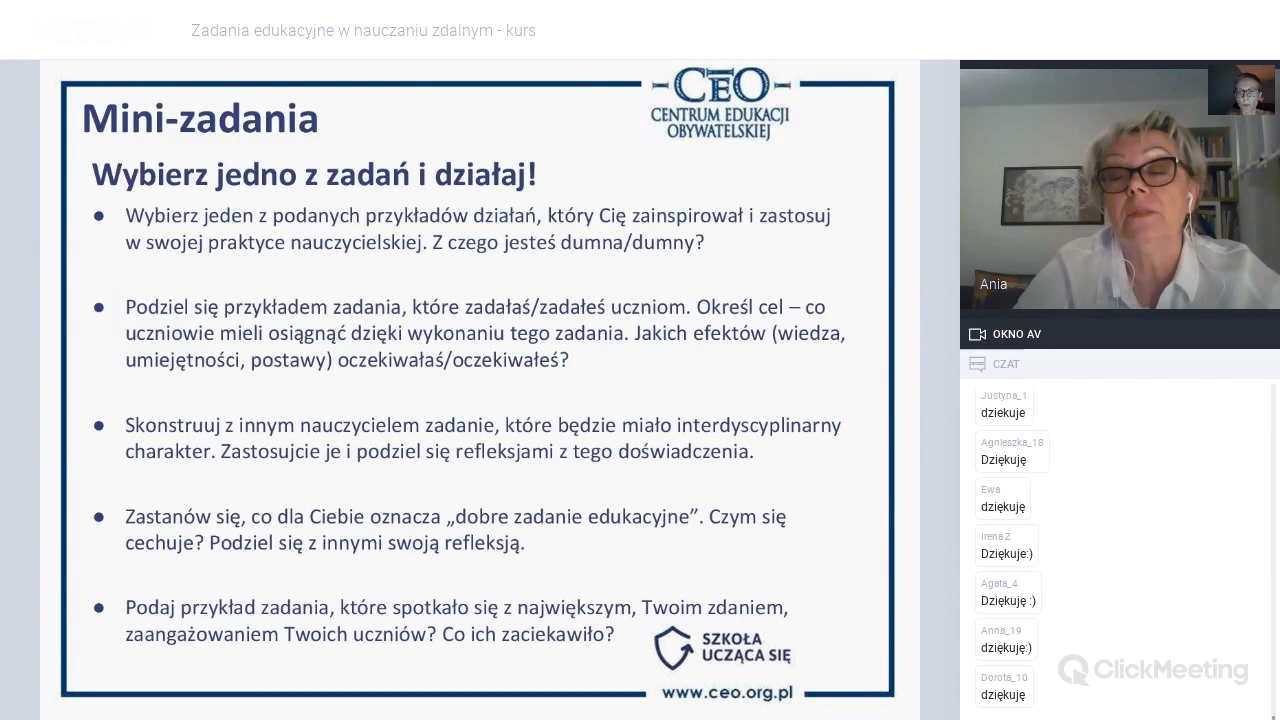 Zadania edukacyjne w nauczaniu zdalnym - kurs
CEO
CENTRUM EDUKACJI
OBYWATELSKIEJ
Mini-zadania
Wybierz jedno z zadań i działaj!
● Wybierz jeden z podanych przykładów działań, który Cię zainspirował i zastosuj
w swojej praktyce nauczycielskiej. Z czego jesteś dumna/dumny?
● Podziel się przykładem zadania, które zadałaś/zadałeś uczniom. Określ cel – co
uczniowie mieli osiągnąć dzięki wykonaniu tego zadania. Jakich efektów (wiedza,
umiejętności, postawy) oczekiwałaś/oczekiwałeś?
● Skonstruuj z innym nauczycielem zadanie, które będzie miało interdyscyplinarny
charakter. Zastosujcie je i podziel się refleksjami z tego doświadczenia.
● Zastanów się, co dla Ciebie oznacza „dobre zadanie edukacyjne”. Czym się
cechuje? Podziel się z innymi swoją refleksją.
● Podaj przykład zadania, które spotkało się z największym, Twoim zdaniem,
zaangażowaniem Twoich uczniów? Co ich zaciekawiło?
SZKOŁA
UCZĄCA SIĘ
www.ceo.org.pl
Ania
OKNO AV
CZAT
Justyna_1
dziekuje
Agnieszka_18
Dziękuję
Ewa
dziękuję
Irena Z
Dziękuje:)
Agata_4
Dziękuję :)
Anna_19
dziękuję:)
Dorota_10
dziękuję
ClickMeeting